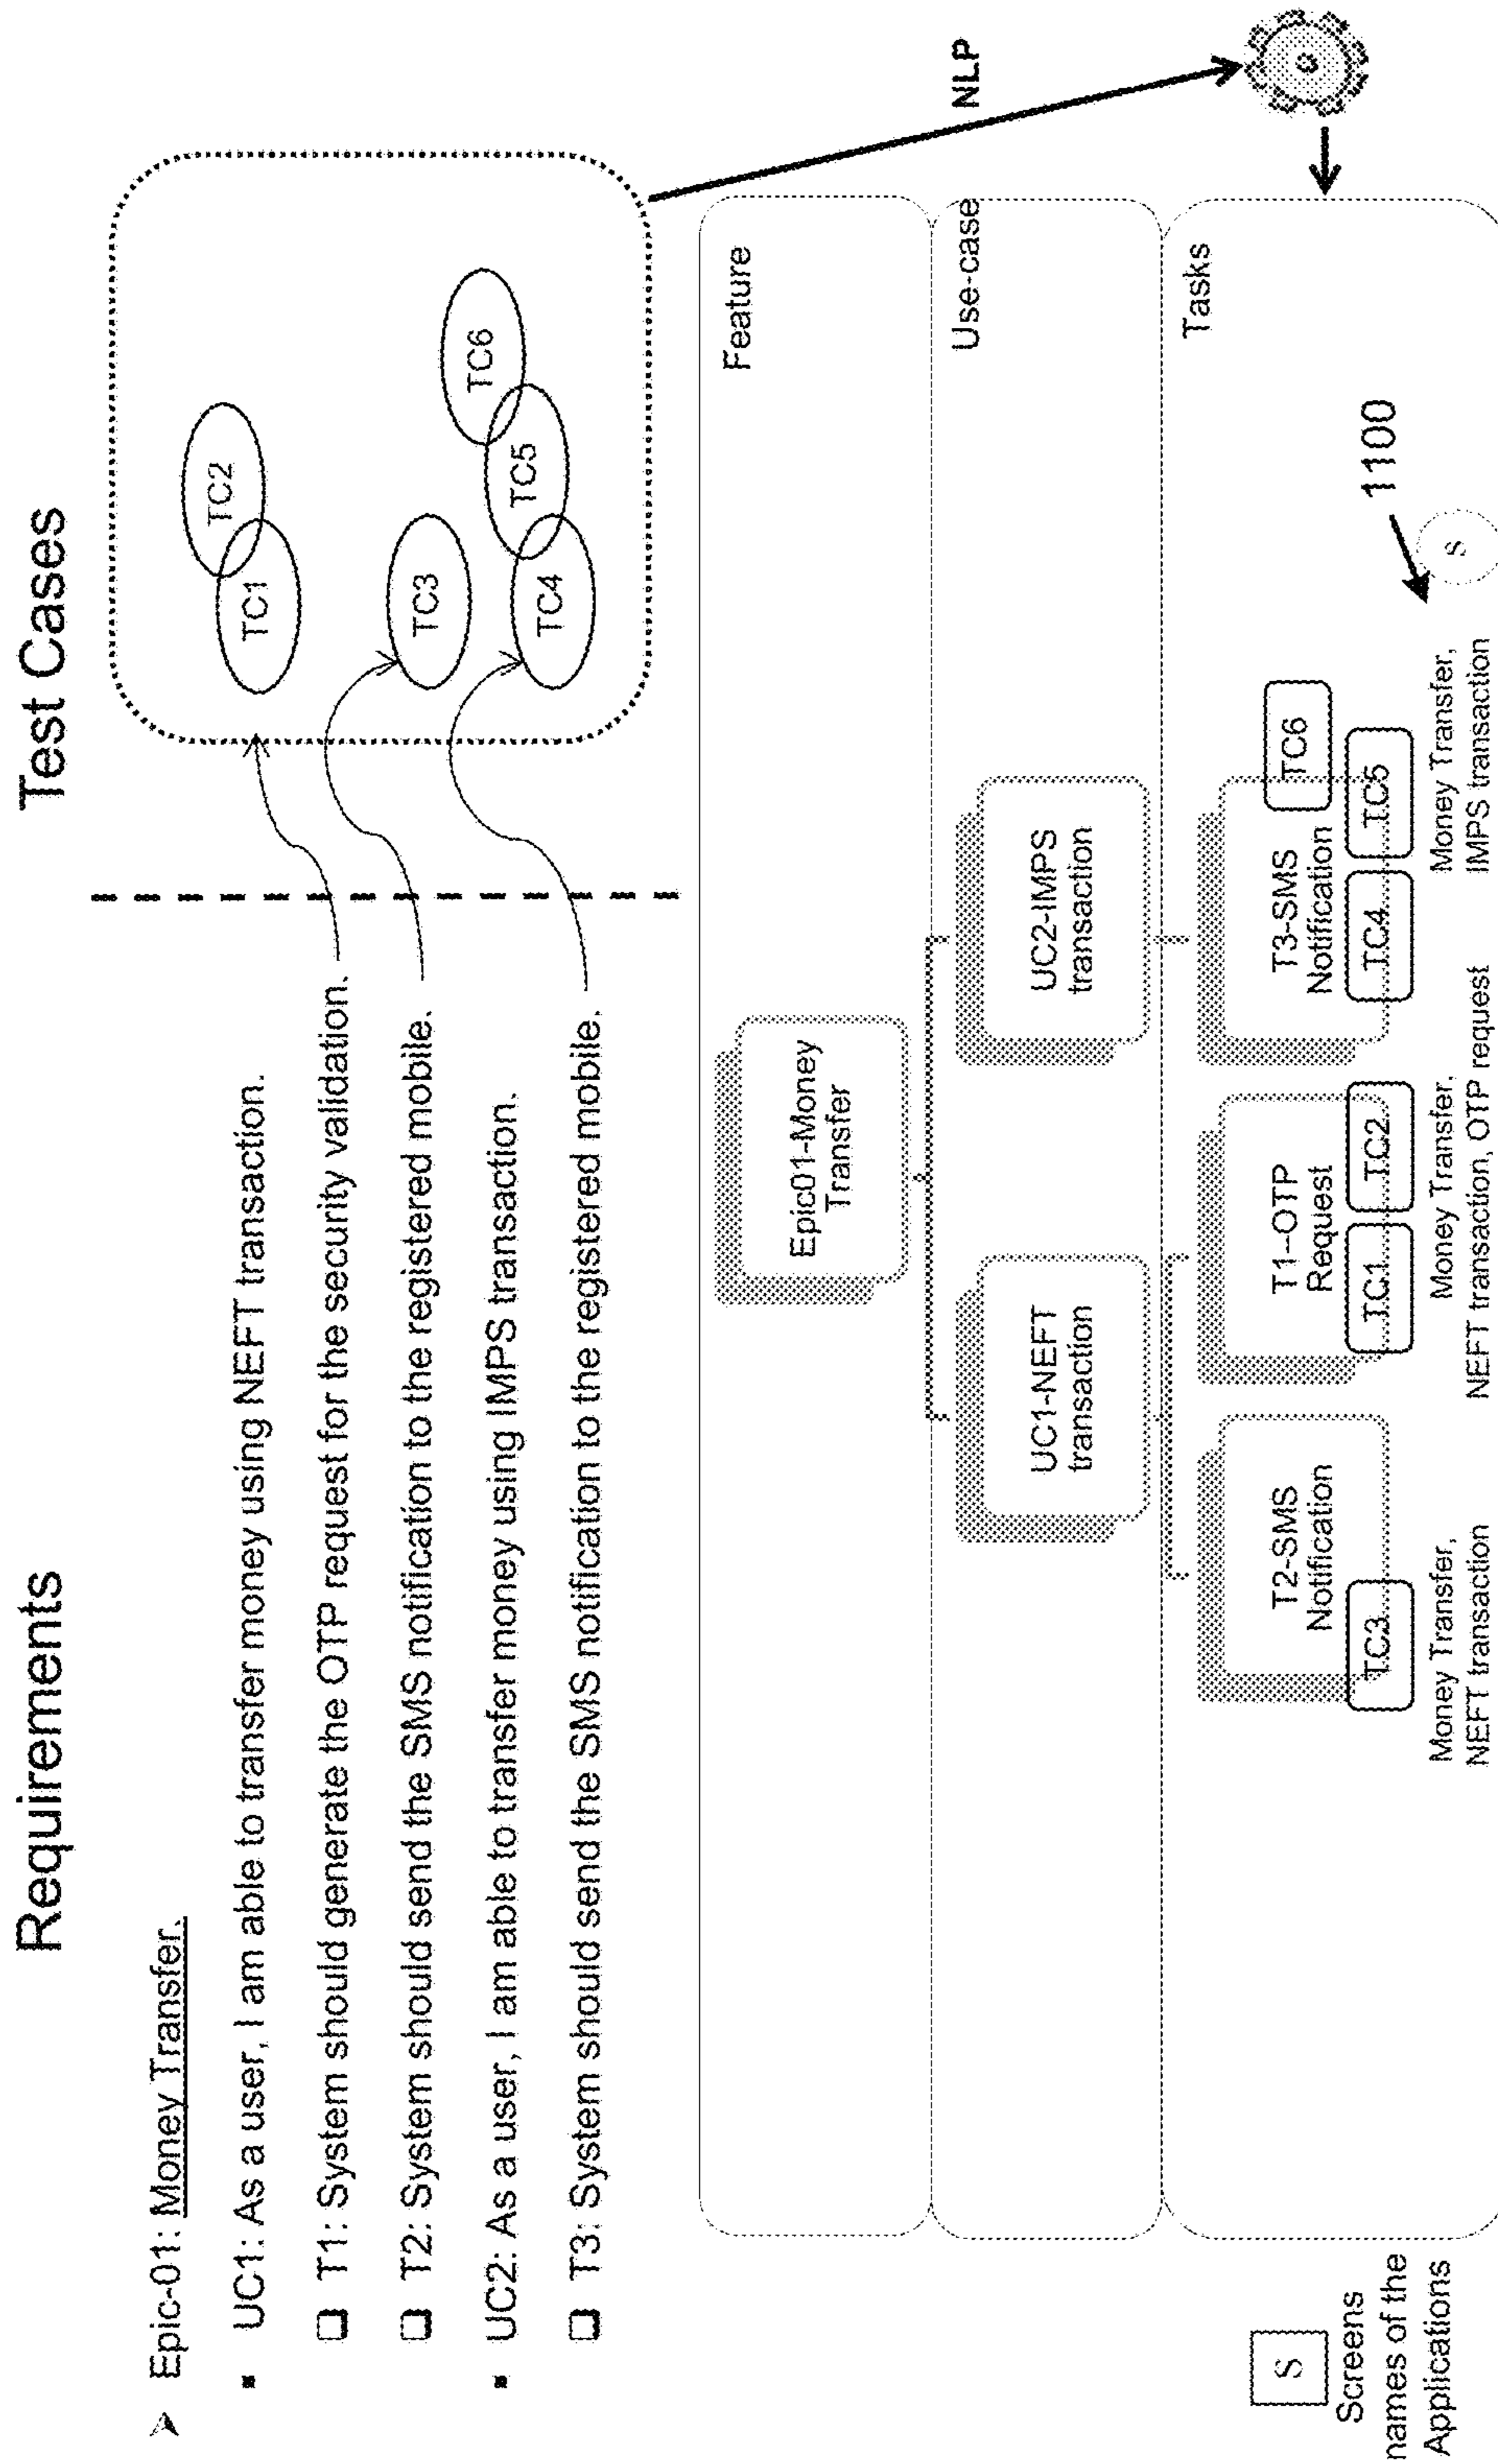 Requirements
Test Cases
Epic-01: Money Transfer.
UC1: As a user, I am able to transfer money using NEFT transaction.
T1: System should generate the OTP request for the security validation.
T2: System should send the SMS notification to the registered mobile.
UC2: As a user, I am able to transfer money using IMPS transaction.
T3: System should send the SMS notification to the registered mobile.
TC1
TC2
TC3
TC4
TC5
TC6
NLP
Feature
Epic01-Money
Transfer
Use-case
UC1-NEFT
transaction
UC2-IMPS
transaction
Tasks
T2-SMS
Notification
TC3
T1-OTP
Request
TC1
TC2
T3-SMS
Notification
TC4
TC5
TC6
Money Transfer,
NEFT transaction
Money Transfer,
NEFT transaction, OTP request
Money Transfer,
IMPS transaction
1100
S
S
Screens
names of the
Applications